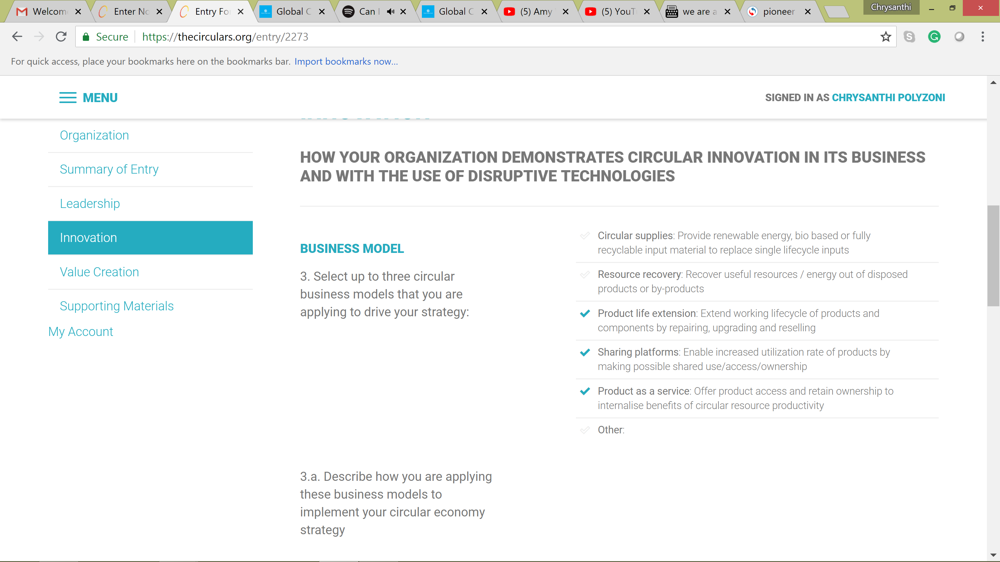 Welcom
Enter No
Entry Fo
Global C
Can I
Global C
(5) Amy
(5) YouT
we are a
pioneer
Chrysanthi
Secure
https://thecirculars.org/entry/2273
For quick access, place your bookmarks here on the bookmarks bar. Import bookmarks now...
MENU
SIGNED IN AS CHRYSANTHI POLYZONI
Organization
Summary of Entry
Leadership
Innovation
Value Creation
Supporting Materials
My Account
HOW YOUR ORGANIZATION DEMONSTRATES CIRCULAR INNOVATION IN ITS BUSINESS
AND WITH THE USE OF DISRUPTIVE TECHNOLOGIES
BUSINESS MODEL
3. Select up to three circular
business models that you are
applying to drive your strategy:
Circular supplies: Provide renewable energy, bio based or fully
recyclable input material to replace single lifecycle inputs
Resource recovery: Recover useful resources / energy out of disposed
products or by-products
Product life extension: Extend working lifecycle of products and
components by repairing, upgrading and reselling
Sharing platforms: Enable increased utilization rate of products by
making possible shared use/access/ownership
Product as a service: Offer product access and retain ownership to
internalise benefits of circular resource productivity
Other:
3.a. Describe how you are applying
these business models to
implement your circular economy
strategy